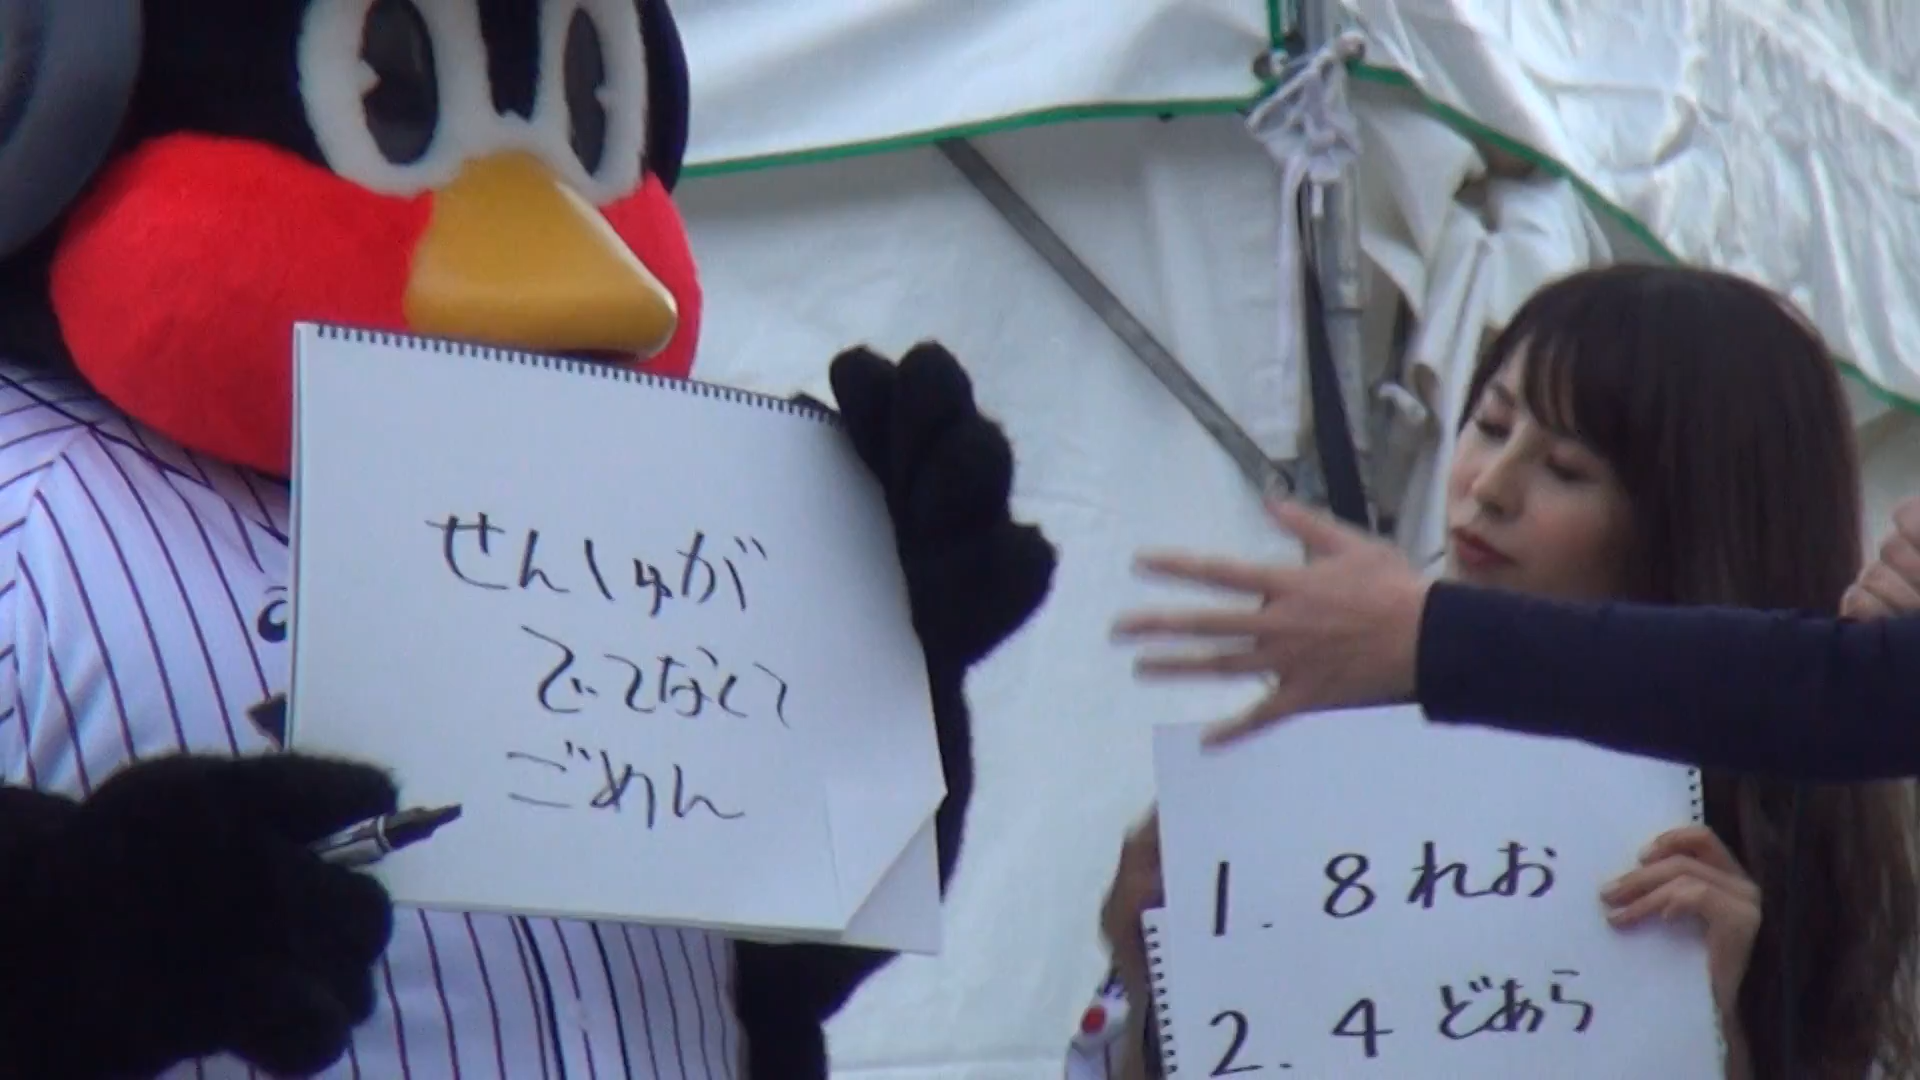 せんしゅが
でてなくて
ごめん
1. 8 れお
2. 4 どあら